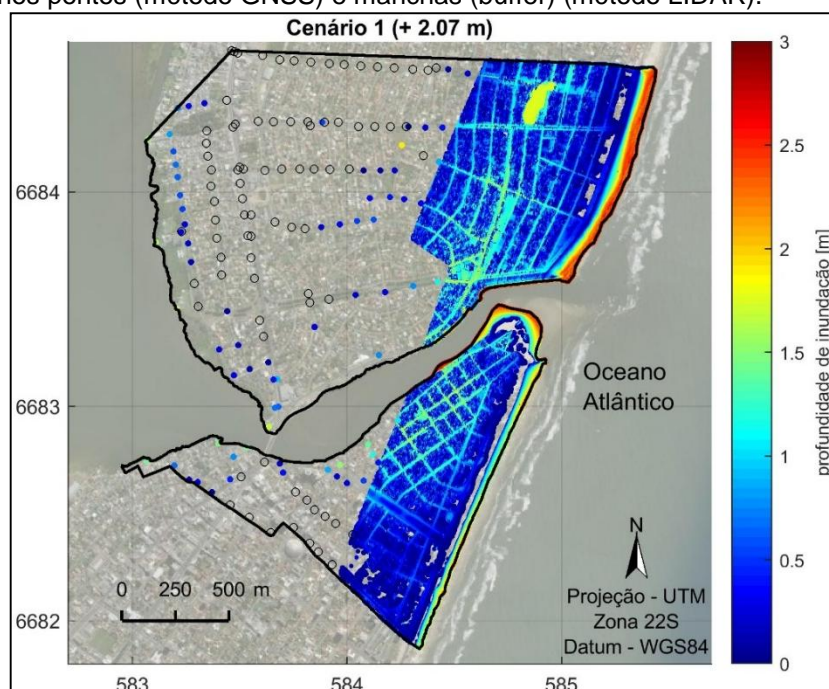 nos pontos (método GNSS) e manchas (buffer) (método LIDAR).
Cenário 1 (+ 2.07 m)
3
2.5
2
1.5
1
0.5
0
profundidade de inundação [m]
6684
6683
6682
Oceano
Atlântico
N
0 250 500 m
Projeção - UTM
Zona 22S
Datum - WGS84
583 584 585